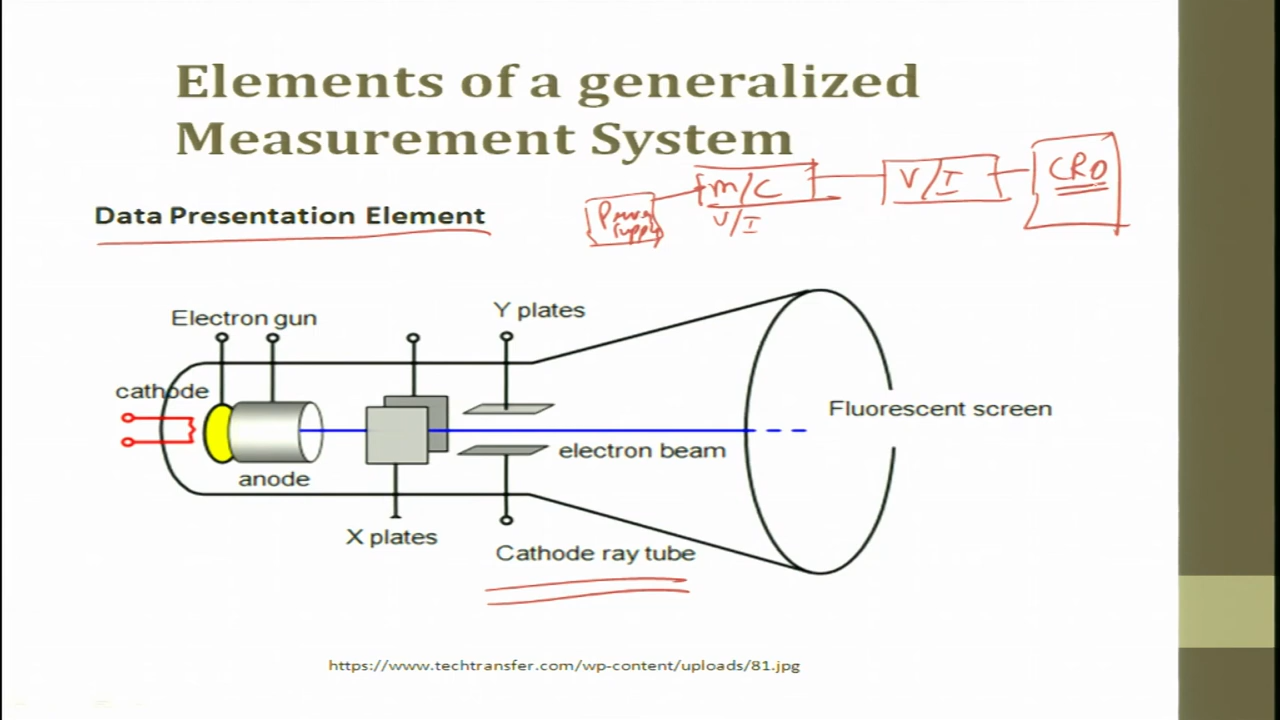 Elements of a generalized
Measurement System
Data Presentation Element
Power
Supply
M/C
V/I
V/I
CRO
Electron gun
Y plates
cathode
Fluorescent screen
electron beam
anode
X plates
Cathode ray tube
https://www.techtransfer.com/wp-content/uploads/81.jpg